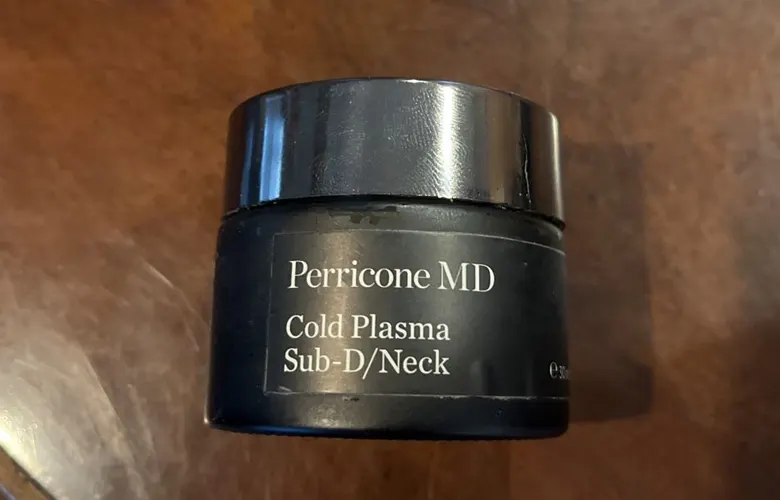 Perricone MD
Cold Plasma
Sub-D/Neck
℮